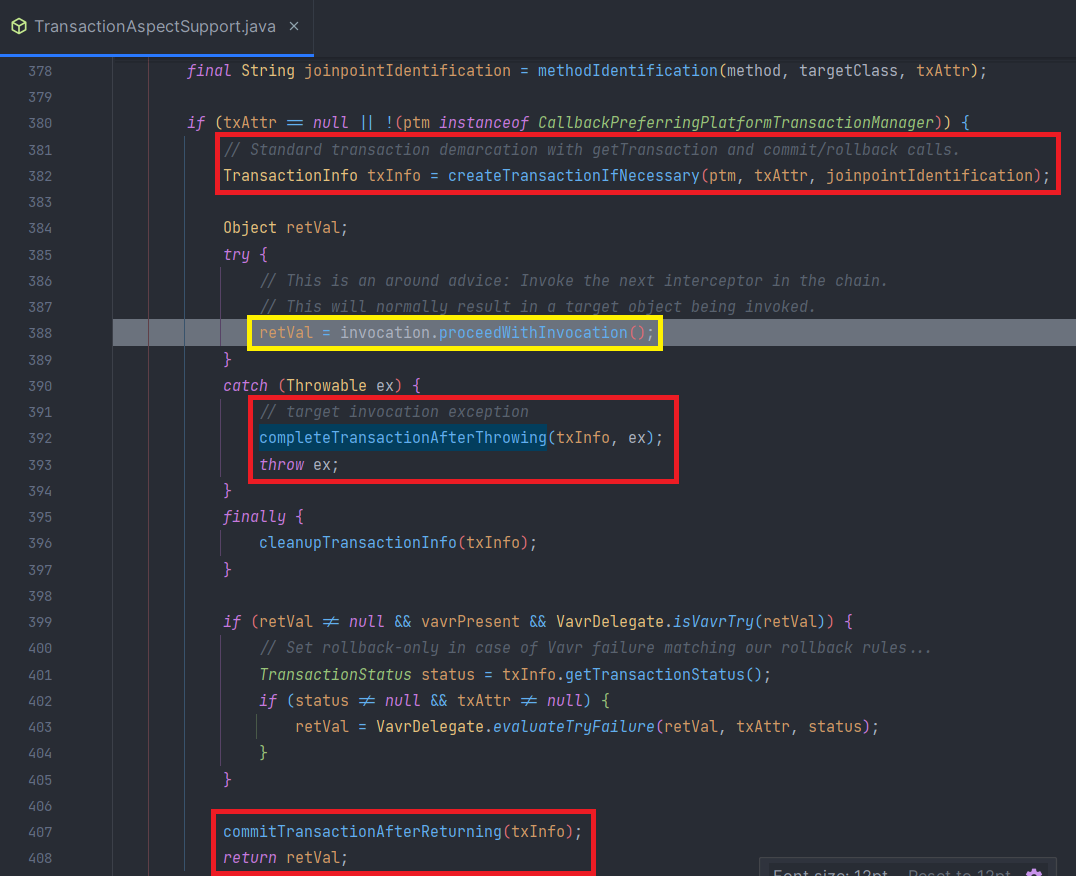 TransactionAspectSupport.java ×
378 final String joinpointIdentification = methodIdentification(method, targetClass, txAttr);
379
380 if (txAttr == null || !(ptm instanceof CallbackPreferringPlatformTransactionManager)) {
381 // Standard transaction demarcation with getTransaction and commit/rollback calls.
382 TransactionInfo txInfo = createTransactionIfNecessary(ptm, txAttr, joinpointIdentification);
383
384 Object retVal;
385 try {
386 // This is an around advice: Invoke the next interceptor in the chain.
387 // This will normally result in a target object being invoked.
388 retVal = invocation.proceedWithInvocation();
389 }
390 catch (Throwable ex) {
391 // target invocation exception
392 completeTransactionAfterThrowing(txInfo, ex);
393 throw ex;
394 }
395 finally {
396 cleanupTransactionInfo(txInfo);
397 }
398
399 if (retVal != null && vavrPresent && VavrDelegate.isVavrTry(retVal)) {
400 // Set rollback-only in case of Vavr failure matching our rollback rules...
401 TransactionStatus status = txInfo.getTransactionStatus();
402 if (status != null && txAttr != null) {
403 retVal = VavrDelegate.evaluateTryFailure(retVal, txAttr, status);
404 }
405 }
406
407 commitTransactionAfterReturning(txInfo);
408 return retVal;
Font size: 12pt Reset to 12pt